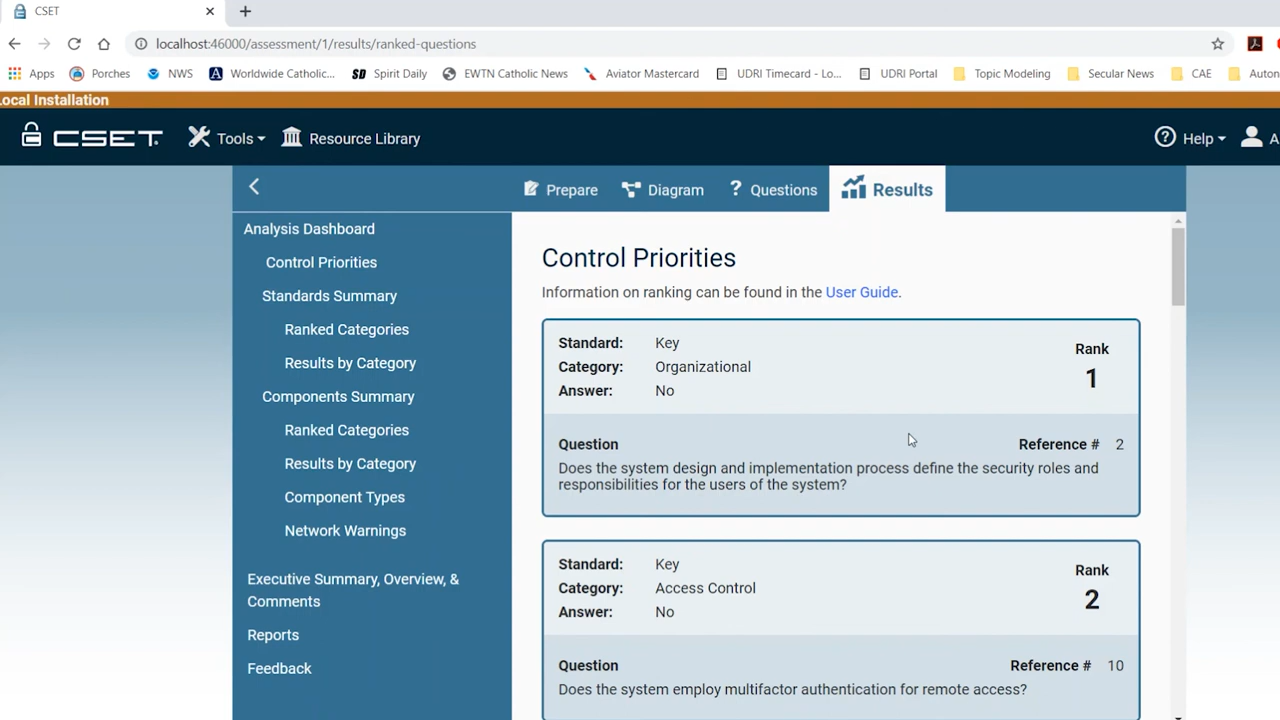 CSET
localhost:46000/assessment/1/results/ranked-questions
Apps Porches NWS Worldwide Catholic... Spirit Daily EWTN Catholic News Aviator Mastercard UDRI Timecard - Lo... UDRI Portal Topic Modeling Secular News CAE Auton
ocal Installation
CSET Tools Resource Library Help A
Prepare Diagram Questions Results
Analysis Dashboard
Control Priorities
Standards Summary
Ranked Categories
Results by Category
Components Summary
Ranked Categories
Results by Category
Component Types
Network Warnings
Executive Summary, Overview, &
Comments
Reports
Feedback
Control Priorities
Information on ranking can be found in the User Guide.
Standard: Key
Category: Organizational
Answer: No
Rank
1
Question Reference # 2
Does the system design and implementation process define the security roles and
responsibilities for the users of the system?
Standard: Key
Category: Access Control
Answer: No
Rank
2
Question Reference # 10
Does the system employ multifactor authentication for remote access?